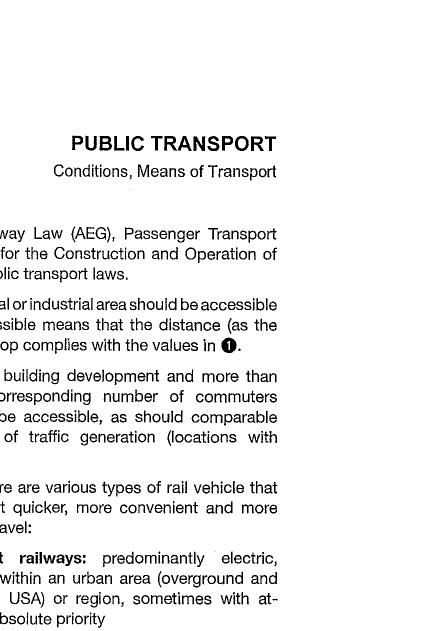 PUBLIC TRANSPORT
Conditions, Means of Transport
way Law (AEG), Passenger Transport
for the Construction and Operation of
lic transport laws.
al or industrial area should be accessible
sible means that the distance (as the
op complies with the values in ❶.
building development and more than
orresponding number of commuters
be accessible, as should comparable
of traffic generation (locations with
re are various types of rail vehicle that
t quicker, more convenient and more
avel:
t railways: predominantly electric,
within an urban area (overground and
USA) or region, sometimes with at-
bsolute priority